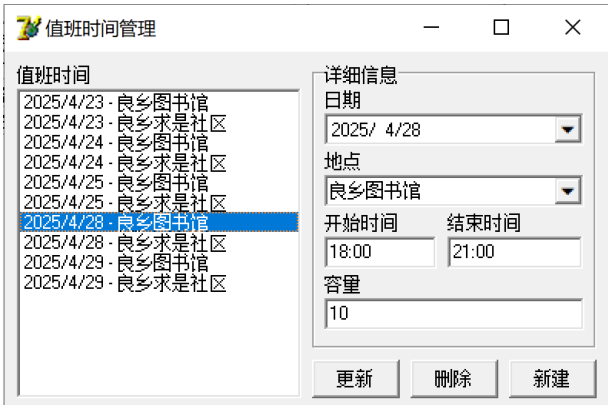 值班时间管理
值班时间
2025/4/23 - 良乡图书馆
2025/4/23 - 良乡求是社区
2025/4/24 - 良乡图书馆
2025/4/24 - 良乡求是社区
2025/4/25 - 良乡图书馆
2025/4/25 - 良乡求是社区
2025/4/28 - 良乡图书馆
2025/4/28 - 良乡求是社区
2025/4/29 - 良乡图书馆
2025/4/29 - 良乡求是社区
详细信息
日期
2025/ 4/28
地点
良乡图书馆
开始时间 结束时间
18:00 21:00
容量
10
更新 删除 新建